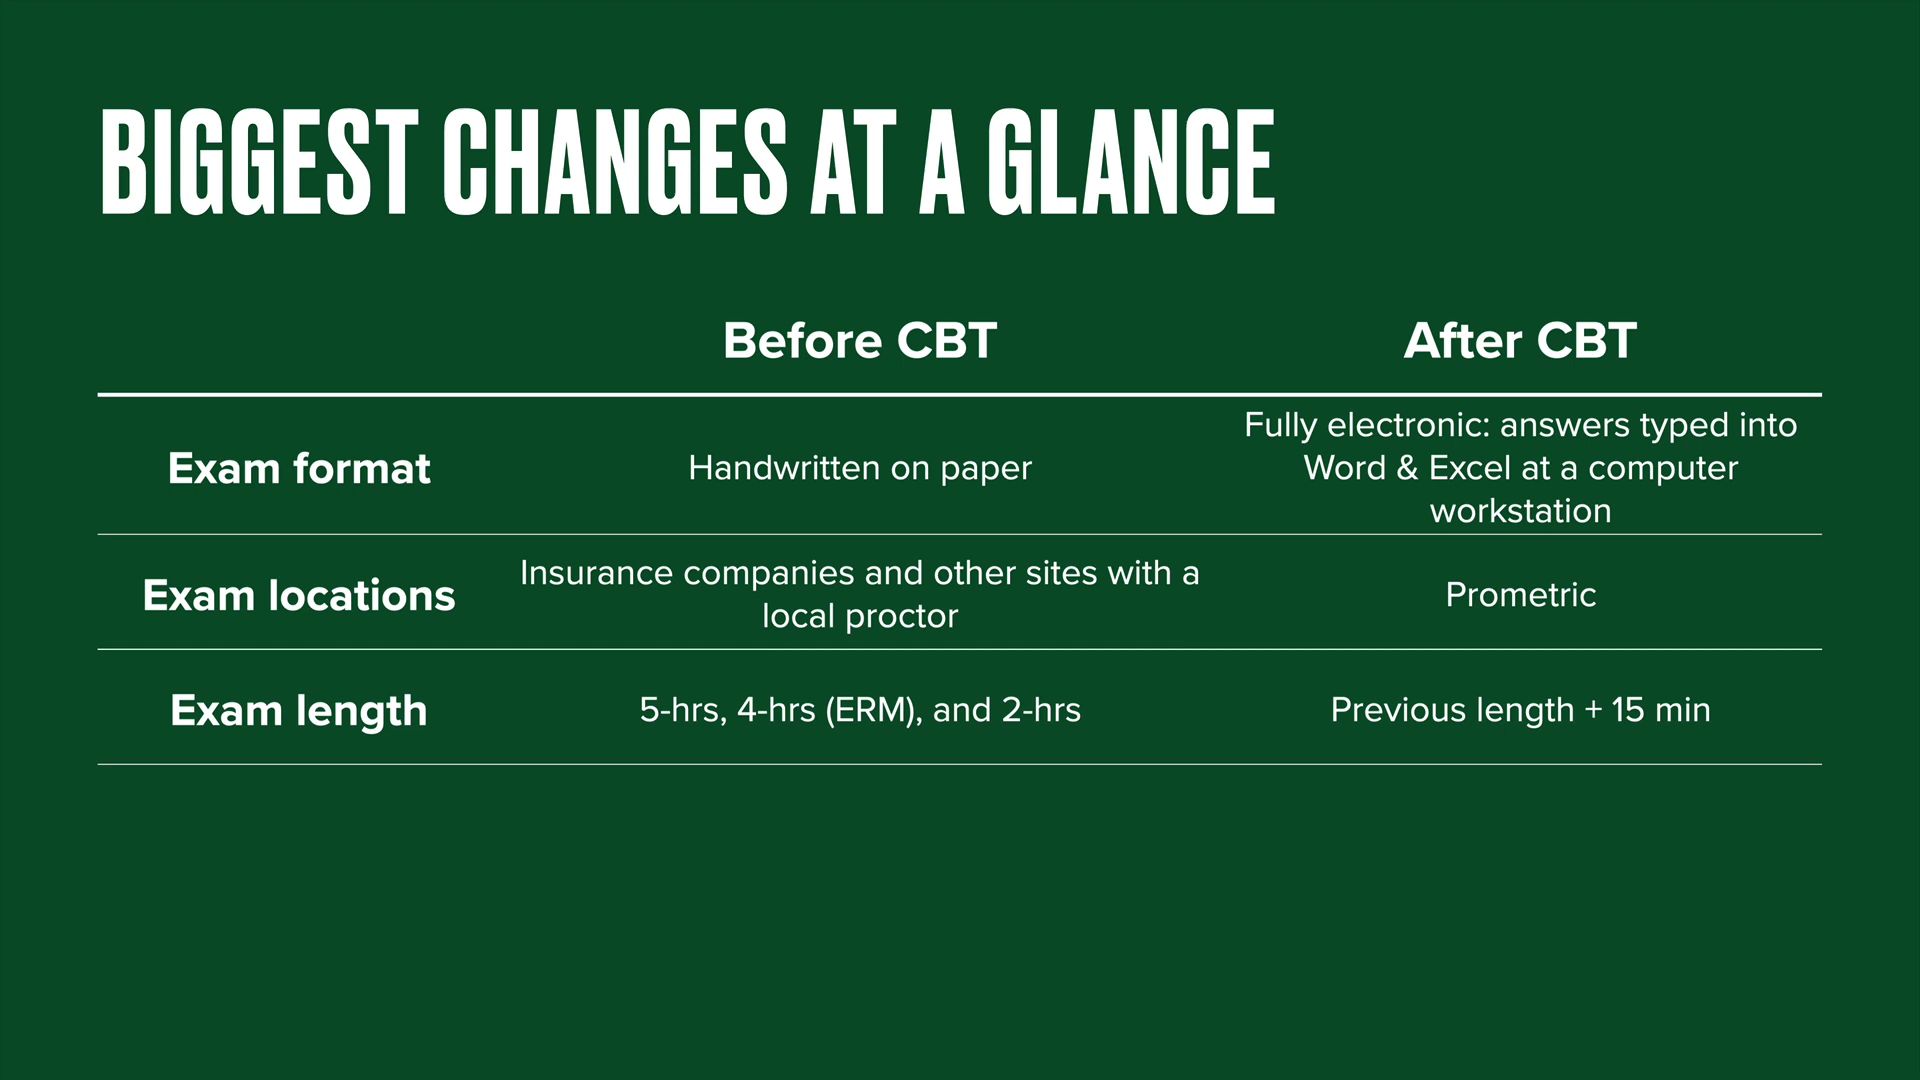 BIGGEST CHANGES AT A GLANCE
Before CBT
After CBT
Exam format
Handwritten on paper
Fully electronic: answers typed into
Word & Excel at a computer
workstation
Exam locations
Insurance companies and other sites with a
local proctor
Prometric
Exam length
5-hrs, 4-hrs (ERM), and 2-hrs
Previous length + 15 min